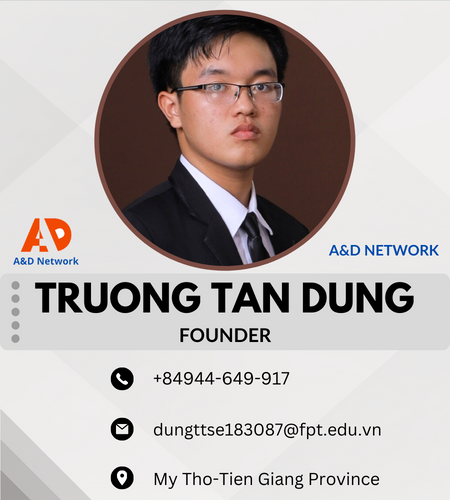 AD
A&D Network
A&D NETWORK
TRUONG TAN DUNG
FOUNDER
+84944-649-917
dungttse183087@fpt.edu.vn
My Tho-Tien Giang Province